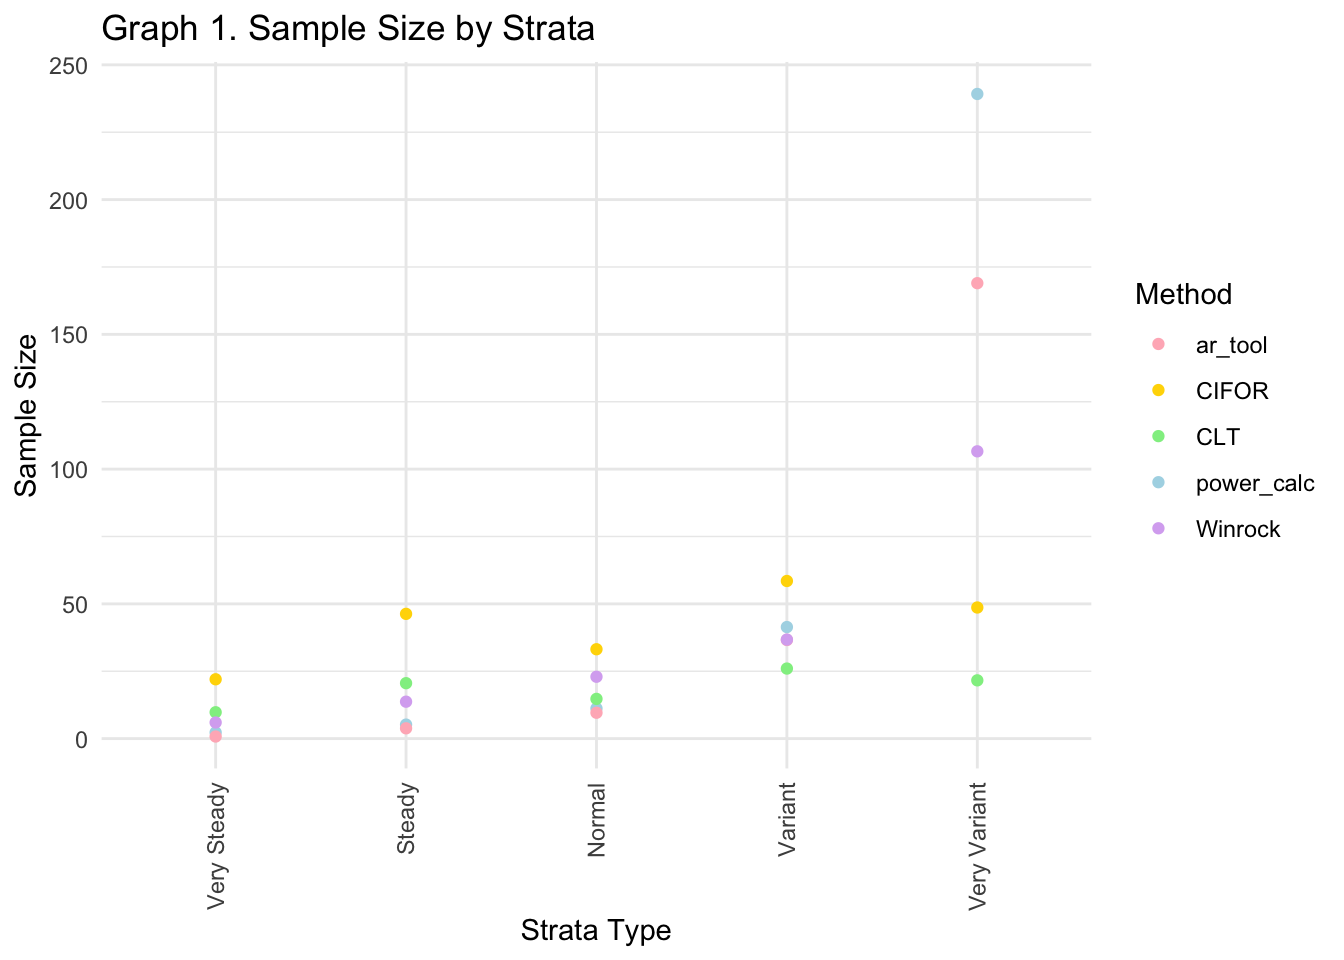 Graph 1. Sample Size by Strata
250
200
150
100
50
0
Sample Size
Very Steady
Steady
Normal
Variant
Very Variant
Strata Type
Method
ar_tool
CIFOR
CLT
power_calc
Winrock